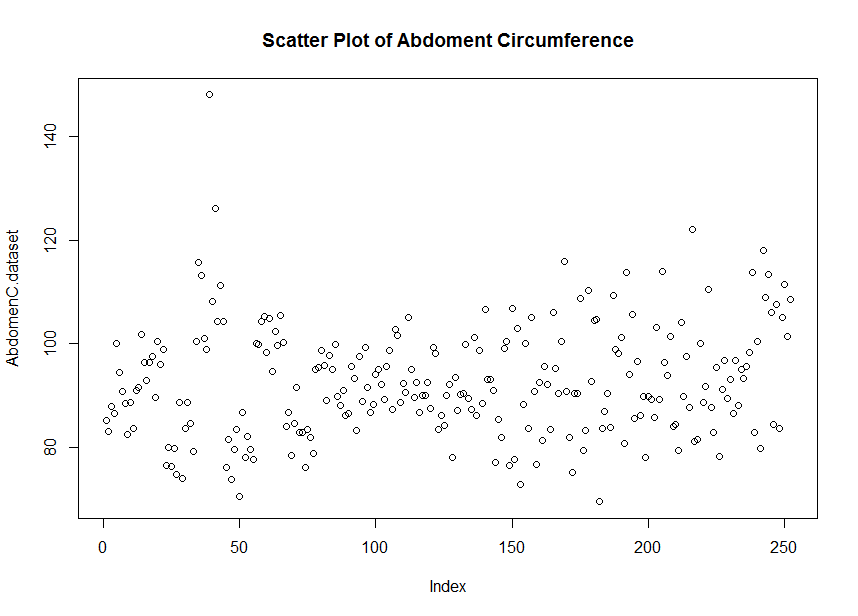 Scatter Plot of Abdoment Circumference
AbdomenC.dataset
140
120
100
80
0 50 100 150 200 250
Index